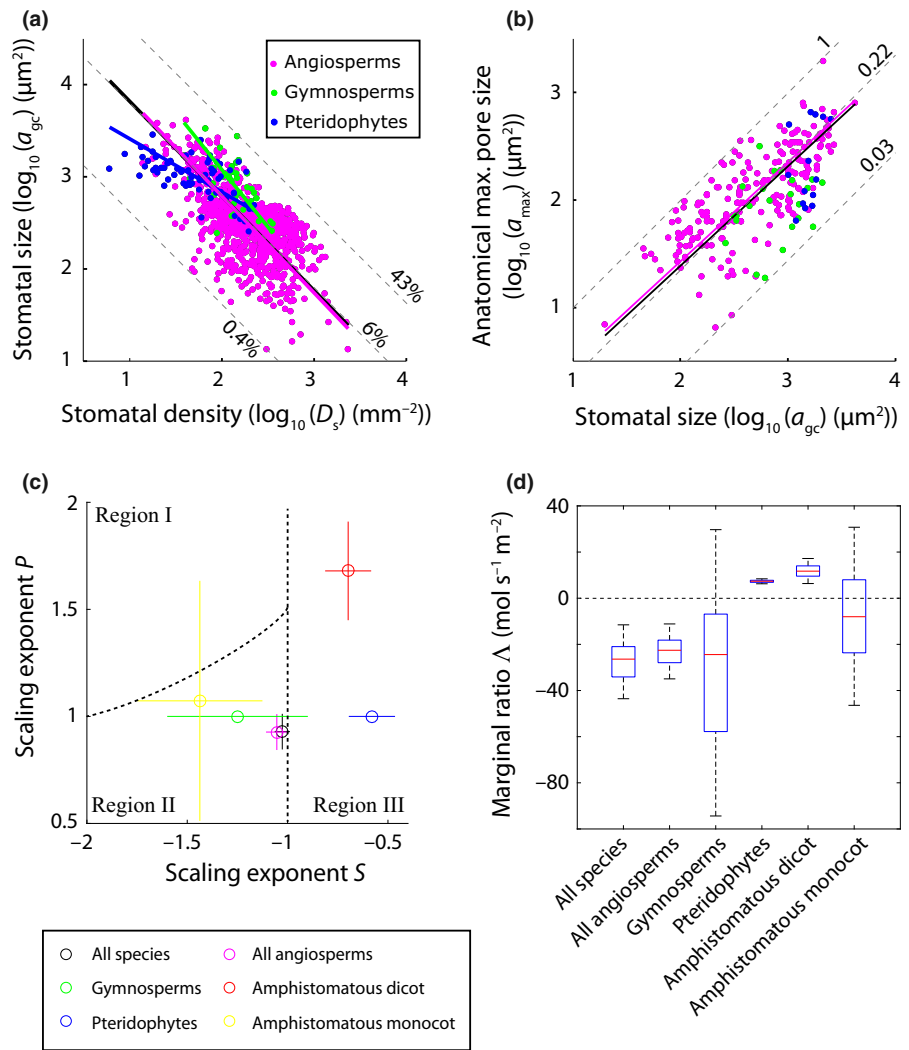 (a)
Stomatal size (log₁₀ (a_gc) (µm²))
4
3
2
1
Angiosperms
Gymnosperms
Pteridophytes
43%
6%
0.4%
1
2
3
4
Stomatal density (log₁₀ (D_s) (mm⁻²))
(b)
Anatomical max. pore size
(log₁₀ (a_max) (µm²))
3
2
1
1
0.22
0.03
1
2
3
4
Stomatal size (log₁₀ (a_gc) (µm²))
(c)
Scaling exponent P
2
1.5
1
0.5
Region I
Region II
Region III
−2
−1.5
−1
−0.5
Scaling exponent S
All species
All angiosperms
Gymnosperms
Amphistomatous dicot
Pteridophytes
Amphistomatous monocot
(d)
Marginal ratio Λ (mol s⁻¹ m⁻²)
40
0
−40
−80
All species
All angiosperms
Gymnosperms
Pteridophytes
Amphistomatous dicot
Amphistomatous monocot